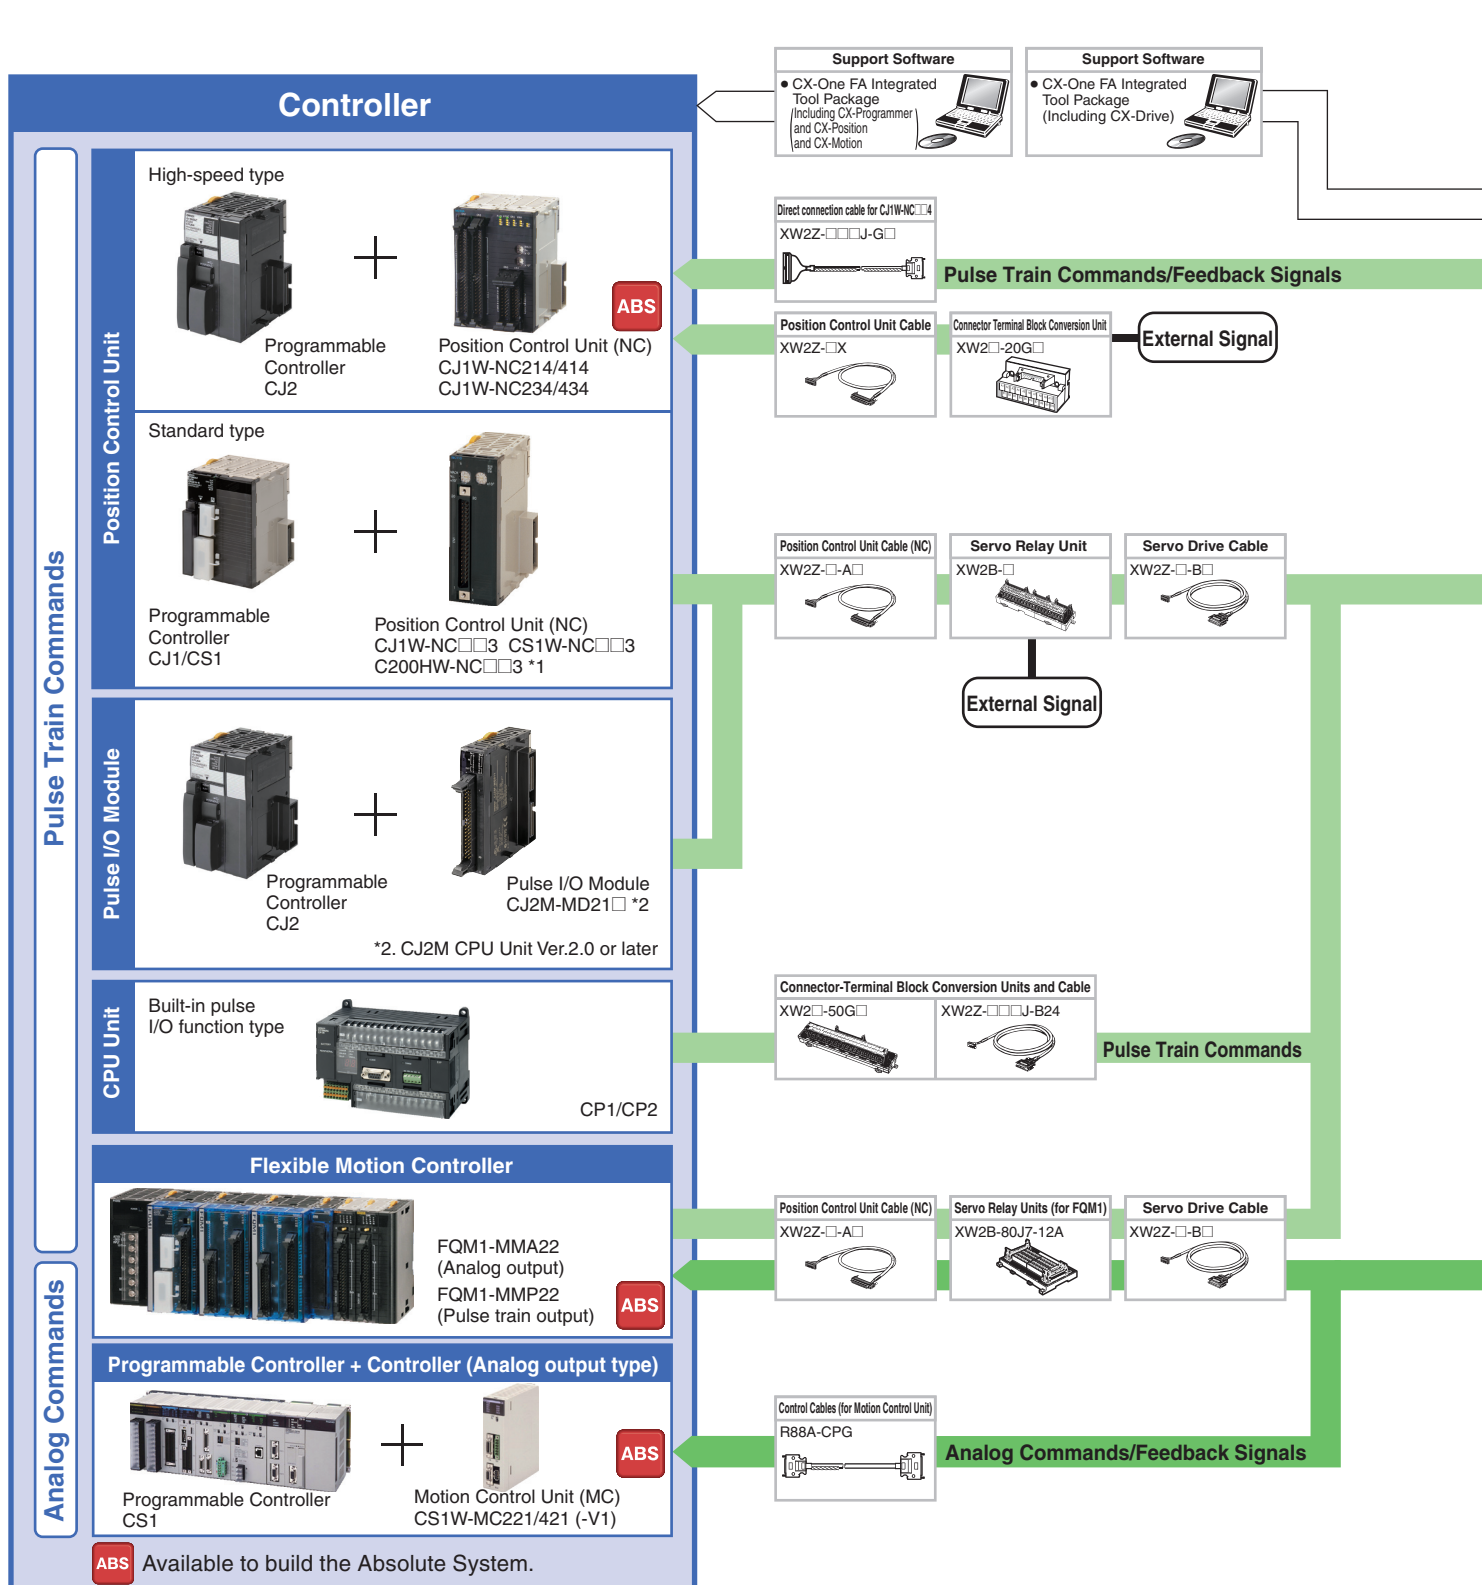 Controller
Pulse Train Commands
Analog Commands
Position Control Unit
High-speed type
Programmable
Controller
CJ2
Position Control Unit (NC)
CJ1W-NC214/414
CJ1W-NC234/434
ABS
Standard type
Programmable
Controller
CJ1/CS1
Position Control Unit (NC)
CJ1W-NC□□3 CS1W-NC□□3
C200HW-NC□□3 *1
Pulse I/O Module
Programmable
Controller
CJ2
Pulse I/O Module
CJ2M-MD21□ *2
*2. CJ2M CPU Unit Ver.2.0 or later
CPU Unit
Built-in pulse
I/O function type
CP1/CP2
Flexible Motion Controller
FQM1-MMA22
(Analog output)
FQM1-MMP22
(Pulse train output)
ABS
Programmable Controller + Controller (Analog output type)
Programmable Controller
CS1
Motion Control Unit (MC)
CS1W-MC221/421 (-V1)
ABS
ABS Available to build the Absolute System.
Support Software
● CX-One FA Integrated
Tool Package
(Including CX-Programmer
and CX-Position
and CX-Motion)
Support Software
● CX-One FA Integrated
Tool Package
(Including CX-Drive)
Direct connection cable for CJ1W-NC□□4
XW2Z-□□□J-G□
Pulse Train Commands/Feedback Signals
Position Control Unit Cable
XW2Z-□X
Connector Terminal Block Conversion Unit
XW2□-20G□
External Signal
Position Control Unit Cable (NC)
XW2Z-□-A□
Servo Relay Unit
XW2B-□
Servo Drive Cable
XW2Z-□-B□
External Signal
Connector-Terminal Block Conversion Units and Cable
XW2□-50G□
XW2Z-□□□J-B24
Pulse Train Commands
Position Control Unit Cable (NC)
XW2Z-□-A□
Servo Relay Units (for FQM1)
XW2B-80J7-12A
Servo Drive Cable
XW2Z-□-B□
Control Cables (for Motion Control Unit)
R88A-CPG
Analog Commands/Feedback Signals